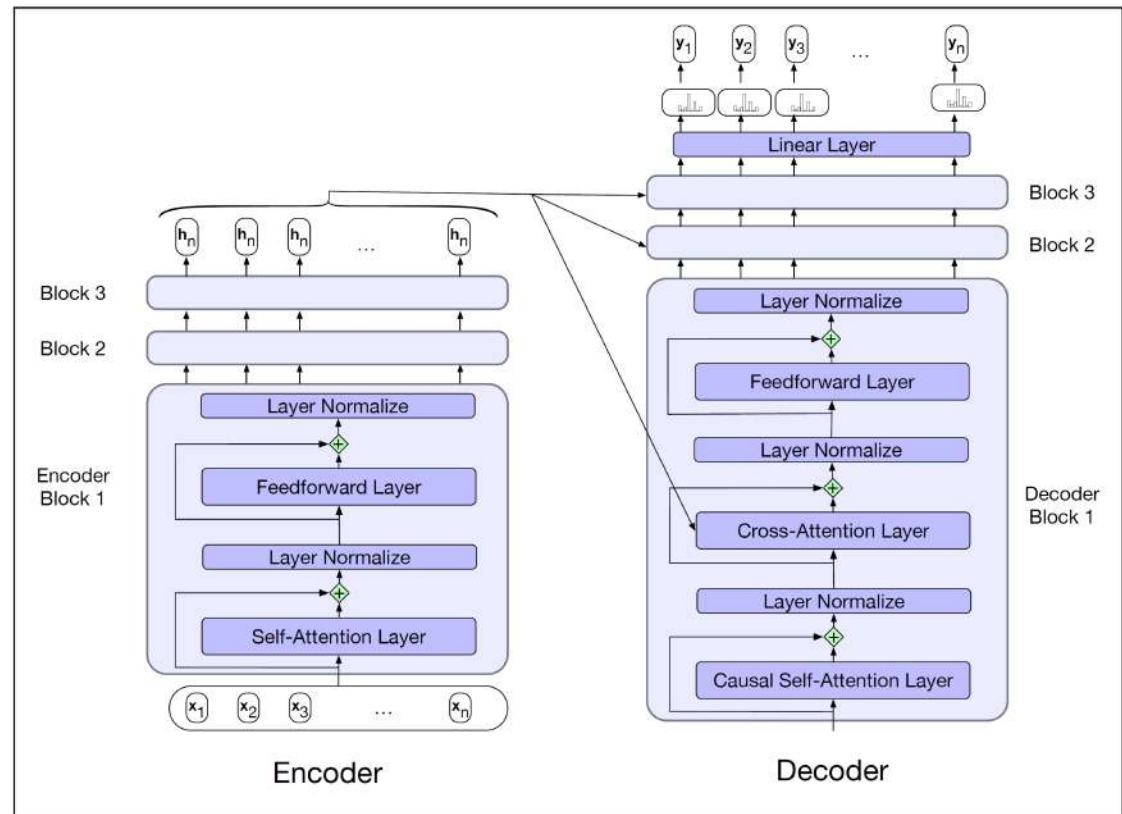 y1 y2 y3 ... yn
Linear Layer
Block 3
Block 2
hn hn hn ... hn
Block 3
Block 2
Layer Normalize
Feedforward Layer
Layer Normalize
Self-Attention Layer
Encoder
Block 1
x1 x2 x3 ... xn
Encoder
Layer Normalize
Feedforward Layer
Layer Normalize
Cross-Attention Layer
Layer Normalize
Causal Self-Attention Layer
Decoder
Block 1
Decoder